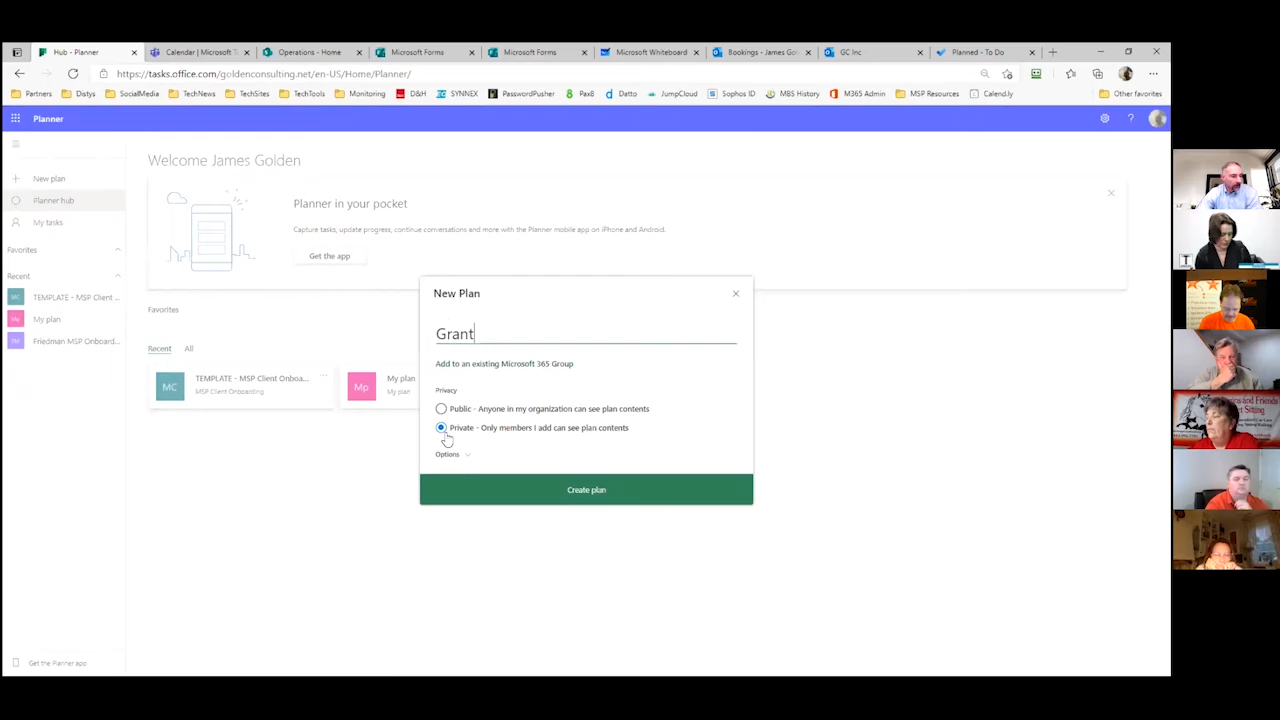 Hub - Planner
Calendar | Microsoft T
Operations - Home
Microsoft Forms
Microsoft Forms
Microsoft Whiteboard
Bookings - James Go
GC Inc
Planned - To Do
https://tasks.office.com/goldenconsulting.net/en-US/Home/Planner/
Partners
Distys
SocialMedia
TechNews
TechSites
TechTools
Monitoring
D&H
SYNNEX
PasswordPusher
Pax8
Datto
JumpCloud
Sophos ID
MBS History
M365 Admin
MSP Resources
Calend.ly
Other favorites
Planner
New plan
Planner hub
My tasks
Favorites
Recent
MC TEMPLATE - MSP Client ...
Mp My plan
FM Friedman MSP Onboard...
Get the Planner app
Welcome James Golden
Planner in your pocket
Capture tasks, update progress, continue conversations and more with the Planner mobile app on iPhone and Android.
Get the app
Favorites
Recent All
MC
TEMPLATE - MSP Client Onboa...
MSP Client Onboarding
Mp
My plan
My plan
New Plan
Grant
Add to an existing Microsoft 365 Group
Privacy
Public - Anyone in my organization can see plan contents
Private - Only members I add can see plan contents
Options
Create plan